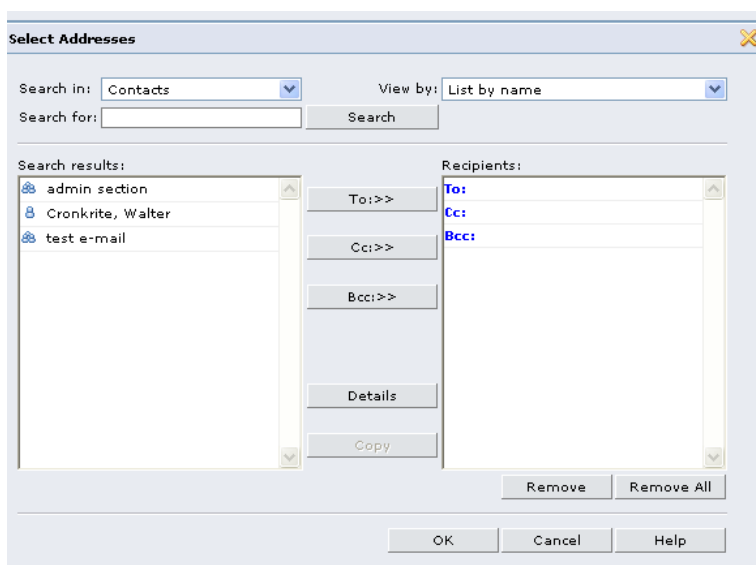 Select Addresses
Search in: Contacts View by: List by name
Search for: Search
Search results: Recipients:
admin section To:>> To:
Cronkrite, Walter Cc:
test e-mail Cc:>> Bcc:
Bcc:>>
Details
Copy
Remove Remove All
OK Cancel Help